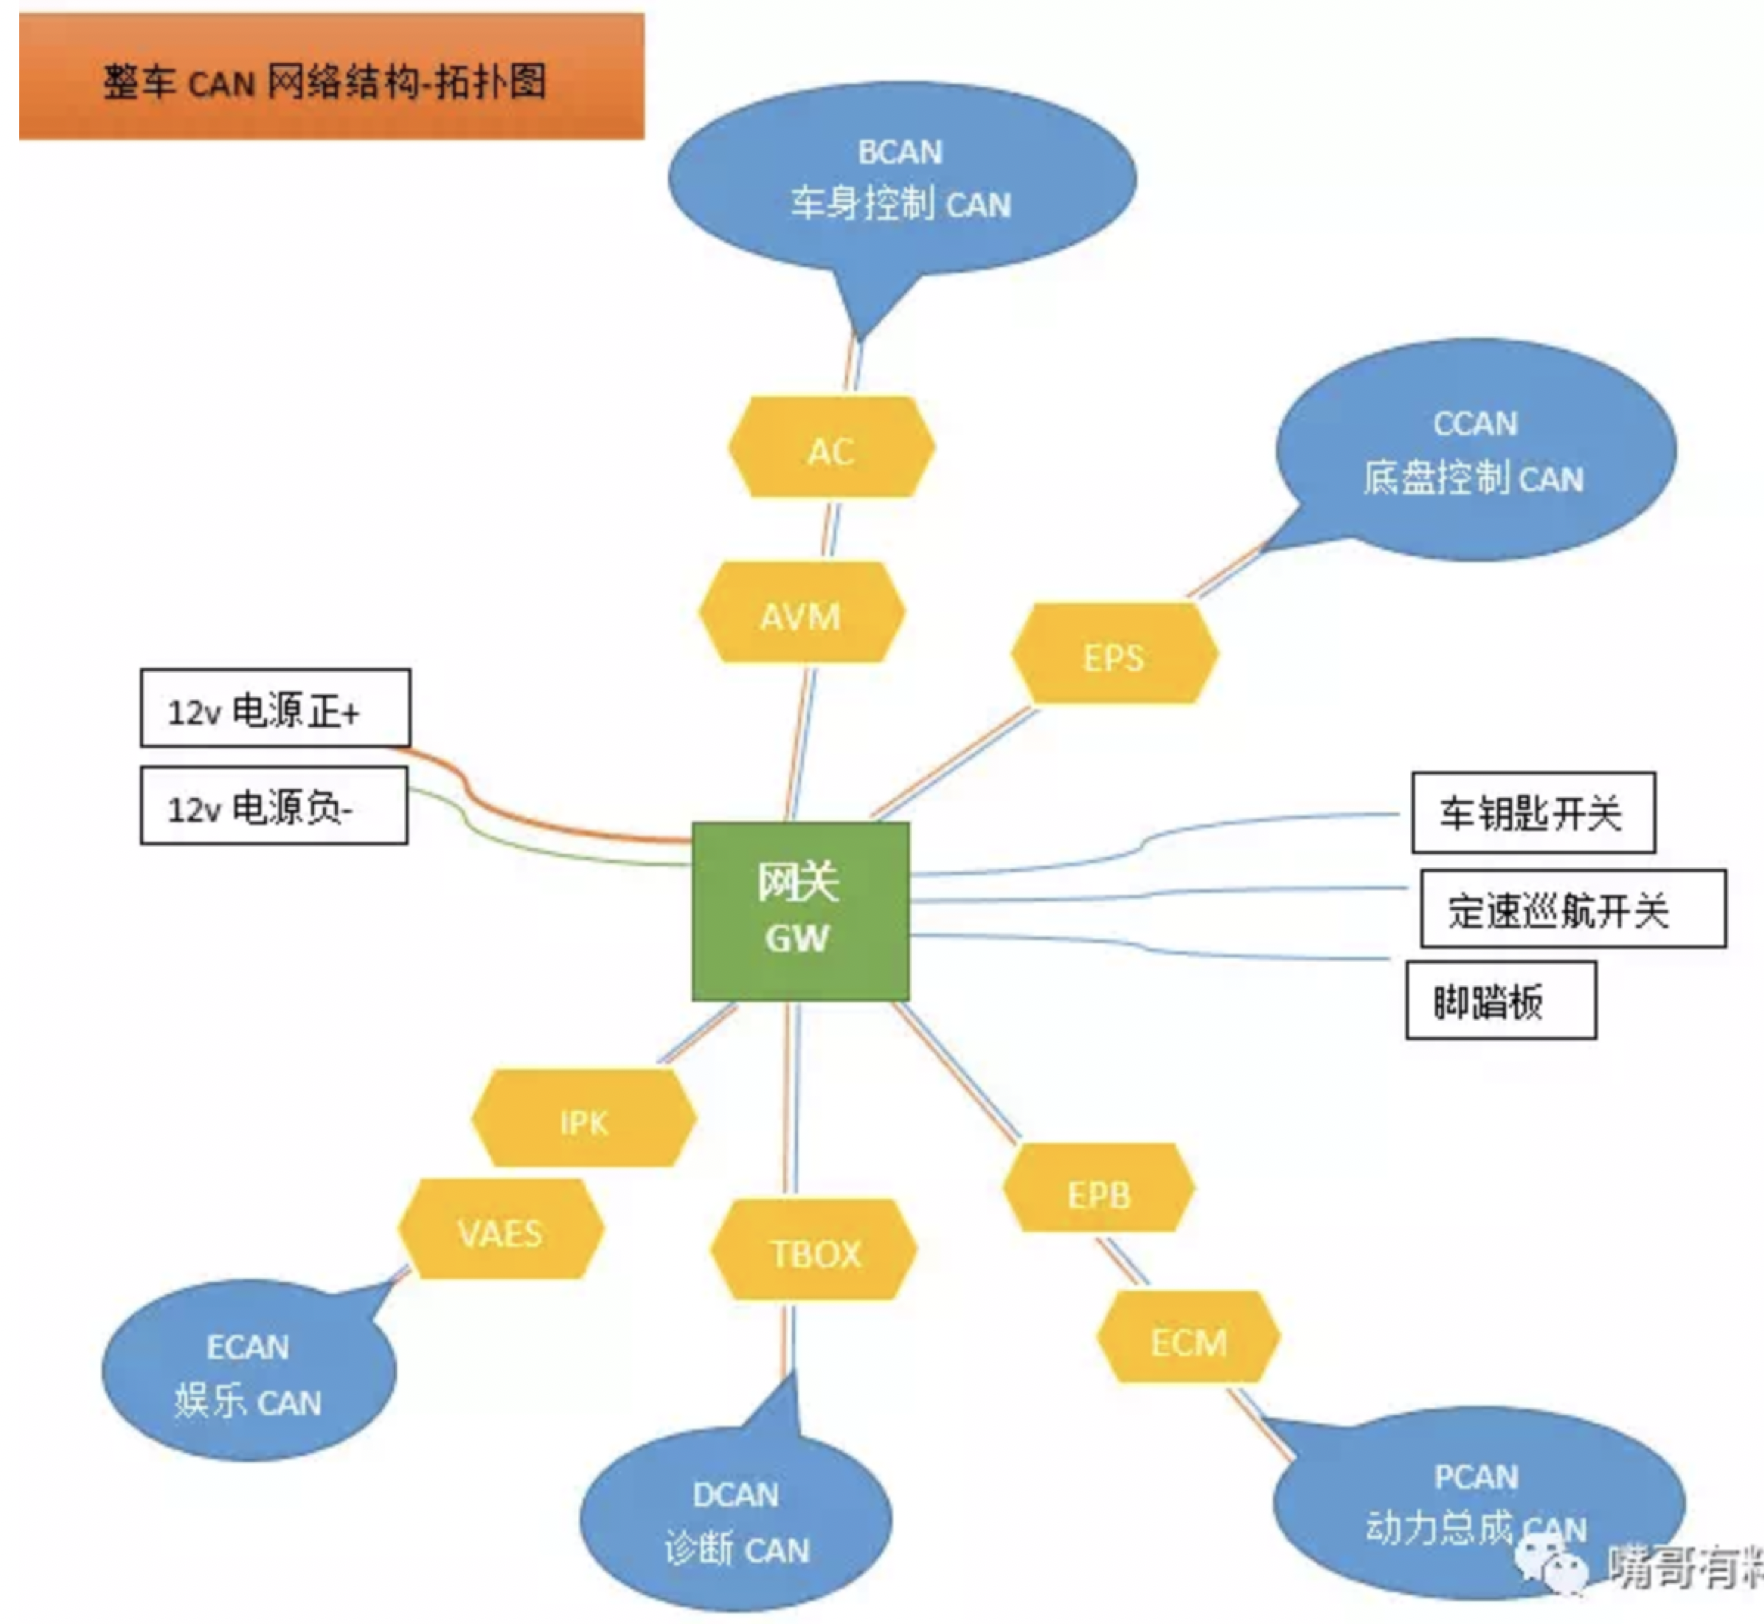 整车 CAN 网络结构-拓扑图
BCAN
车身控制 CAN
CCAN
底盘控制 CAN
AC
AVM
EPS
12v 电源正+
12v 电源负-
车钥匙开关
定速巡航开关
脚踏板
网关
GW
IPK
VAES
TBOX
EPB
ECM
ECAN
娱乐 CAN
DCAN
诊断 CAN
PCAN
动力总成 CAN
嘴哥有料